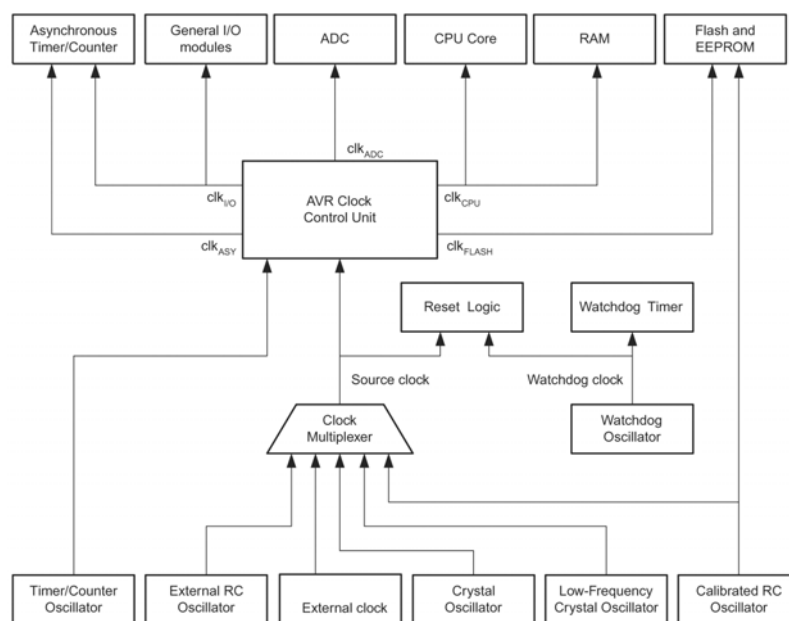 Asynchronous
Timer/Counter
General I/O
modules
ADC
CPU Core
RAM
Flash and
EEPROM
clkADC
clkI/O
AVR Clock
Control Unit
clkCPU
clkASY
clkFLASH
Reset Logic
Watchdog Timer
Source clock
Watchdog clock
Clock
Multiplexer
Watchdog
Oscillator
Timer/Counter
Oscillator
External RC
Oscillator
External clock
Crystal
Oscillator
Low-Frequency
Crystal Oscillator
Calibrated RC
Oscillator